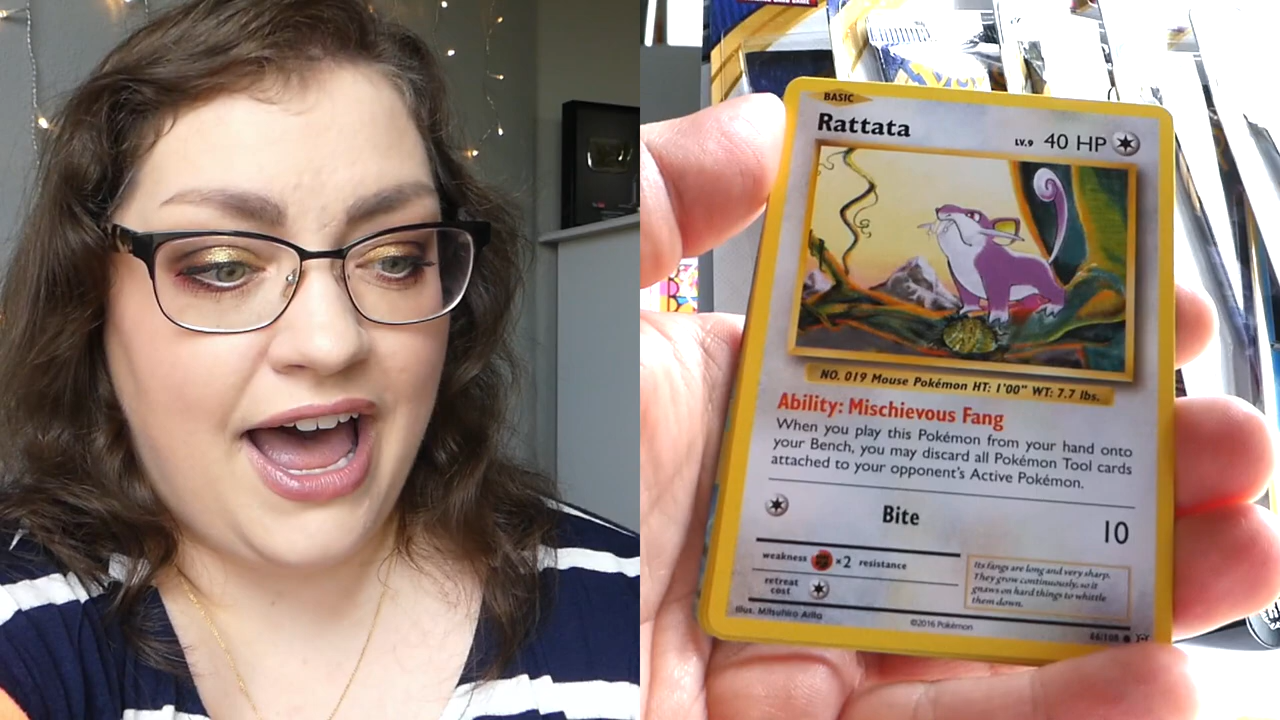 BASIC
Rattata
LV.9 40 HP
NO. 019 Mouse Pokémon HT: 1'00" WT: 7.7 lbs.
Ability: Mischievous Fang
When you play this Pokémon from your hand onto
your Bench, you may discard all Pokémon Tool cards
attached to your opponent's Active Pokémon.
Bite
10
weakness ×2 resistance
retreat
cost
Its fangs are long and very sharp.
They grow continuously, so it
gnaws on hard things to whittle
them down.
Illus. Mitsuhiro Arita
©2016 Pokémon
66/108